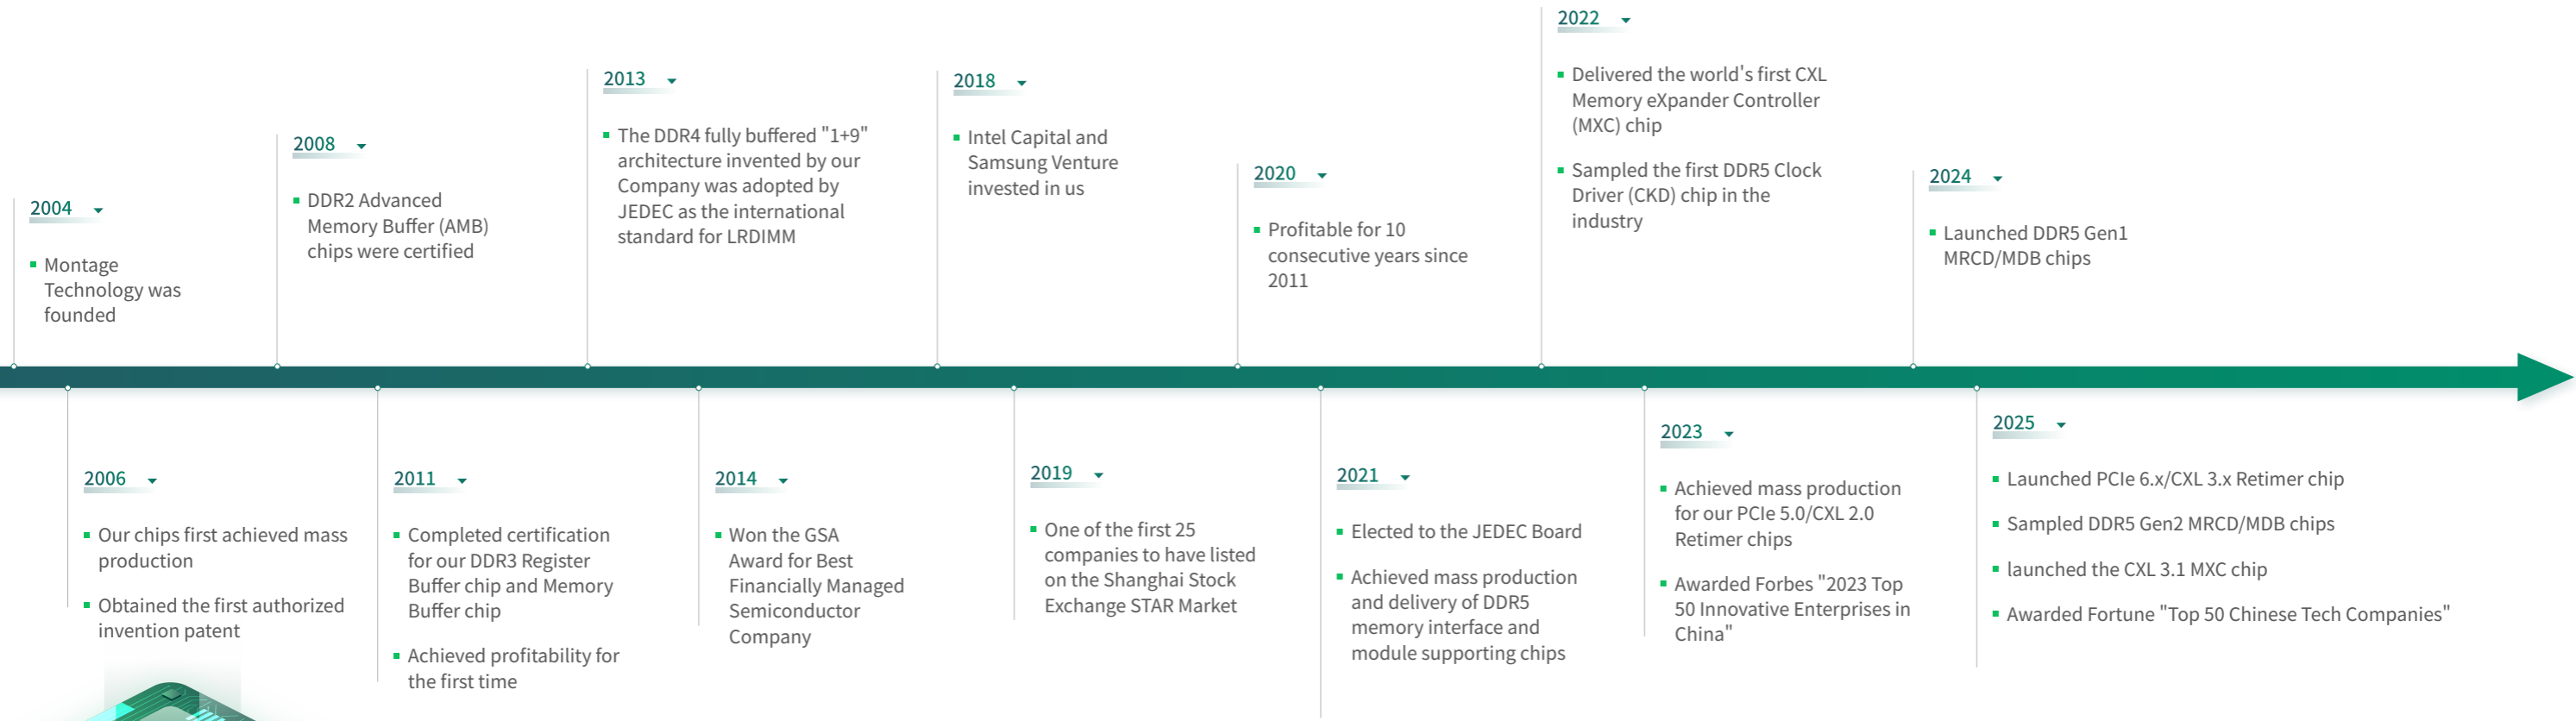 2004
Montage
Technology was
founded
2006
Our chips first achieved mass
production
Obtained the first authorized
invention patent
2008
DDR2 Advanced
Memory Buffer (AMB)
chips were certified
2011
Completed certification
for our DDR3 Register
Buffer chip and Memory
Buffer chip
Achieved profitability for
the first time
2013
The DDR4 fully buffered "1+9"
architecture invented by our
Company was adopted by
JEDEC as the international
standard for LRDIMM
2014
Won the GSA
Award for Best
Financially Managed
Semiconductor
Company
2018
Intel Capital and
Samsung Venture
invested in us
2019
One of the first 25
companies to have listed
on the Shanghai Stock
Exchange STAR Market
2020
Profitable for 10
consecutive years since
2011
2021
Elected to the JEDEC Board
Achieved mass production
and delivery of DDR5
memory interface and
module supporting chips
2022
Delivered the world's first CXL
Memory eXpander Controller
(MXC) chip
Sampled the first DDR5 Clock
Driver (CKD) chip in the
industry
2023
Achieved mass production
for our PCIe 5.0/CXL 2.0
Retimer chips
Awarded Forbes "2023 Top
50 Innovative Enterprises in
China"
2024
Launched DDR5 Gen1
MRCD/MDB chips
2025
Launched PCIe 6.x/CXL 3.x Retimer chip
Sampled DDR5 Gen2 MRCD/MDB chips
launched the CXL 3.1 MXC chip
Awarded Fortune "Top 50 Chinese Tech Companies"